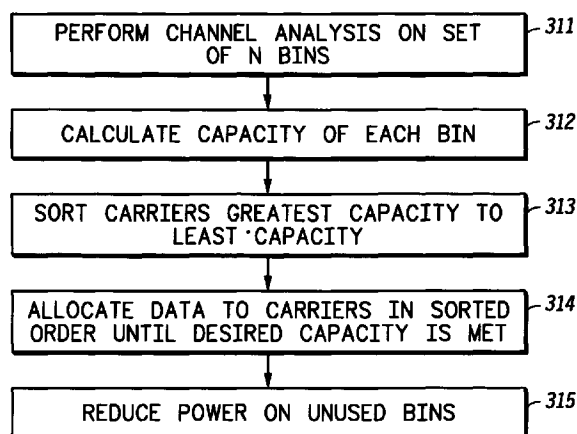 PERFORM CHANNEL ANALYSIS ON SET
OF N BINS
311
CALCULATE CAPACITY OF EACH BIN
312
SORT CARRIERS GREATEST CAPACITY TO
LEAST CAPACITY
313
ALLOCATE DATA TO CARRIERS IN SORTED
ORDER UNTIL DESIRED CAPACITY IS MET
314
REDUCE POWER ON UNUSED BINS
315